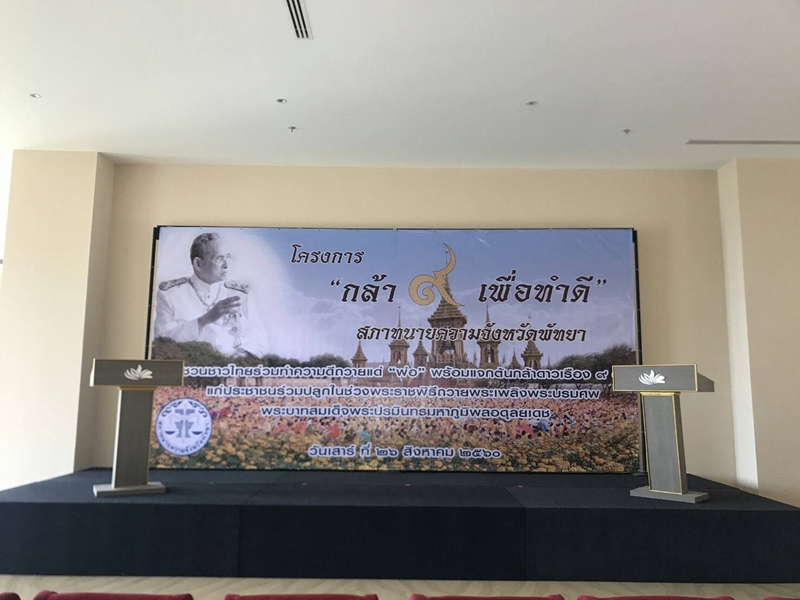 โครงการ
“กล้า ๙ เพื่อทำดี”
สภาทนายความจังหวัดพัทยา
ชวนชาวไทยร่วมทำความดีถวายแด่ “พ่อ” พร้อมแจกต้นกล้าดาวเรือง ๙
แก่ประชาชนร่วมปลูกในช่วงพระราชพิธีถวายพระเพลิงพระบรมศพ
พระบาทสมเด็จพระปรมินทรมหาภูมิพลอดุลยเดช
วันเสาร์ ที่ ๒๖ สิงหาคม ๒๕๖๐